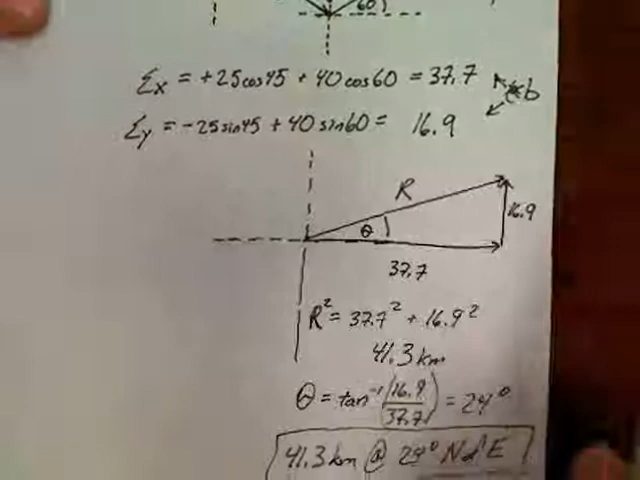 60
Σx = +25cos45 + 40cos60 = 37.7
b
Σy = -25sin45 + 40sin60 = 16.9
R
θ
16.9
37.7
R² = 37.7² + 16.9²
41.3 km
θ = tan⁻¹(16.9/37.7) = 24°
41.3 km @ 24° N of E